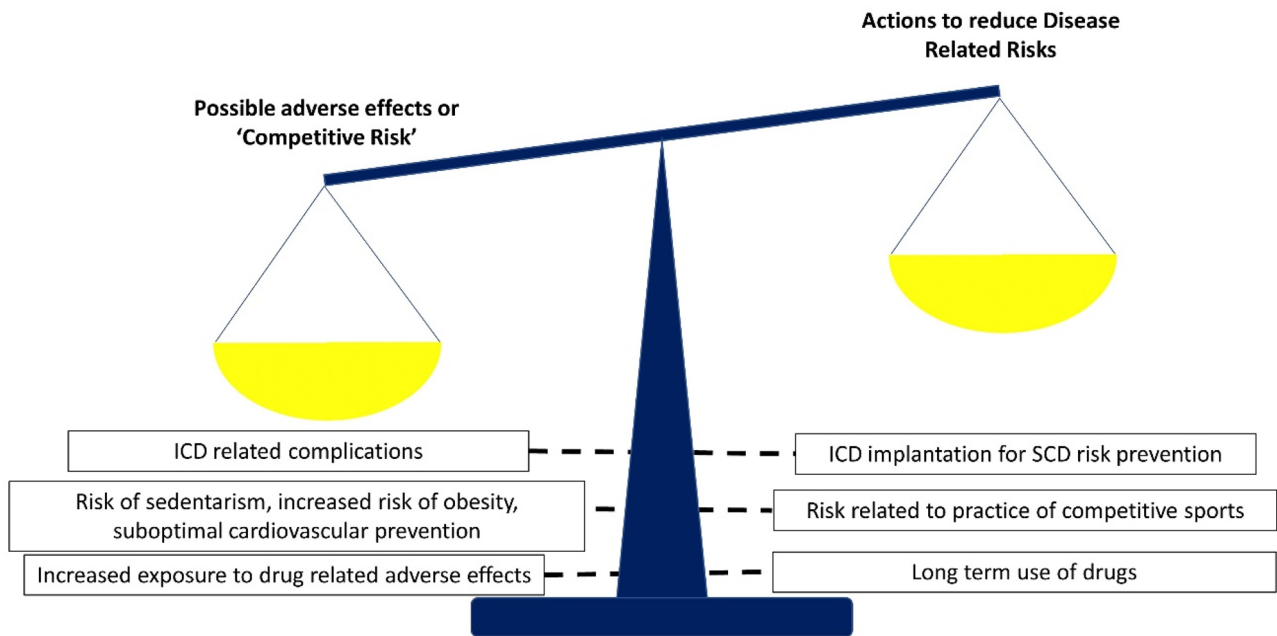 Actions to reduce Disease
Related Risks
Possible adverse effects or
‘Competitive Risk’
ICD related complications
ICD implantation for SCD risk prevention
Risk of sedentarism, increased risk of obesity,
suboptimal cardiovascular prevention
Risk related to practice of competitive sports
Increased exposure to drug related adverse effects
Long term use of drugs